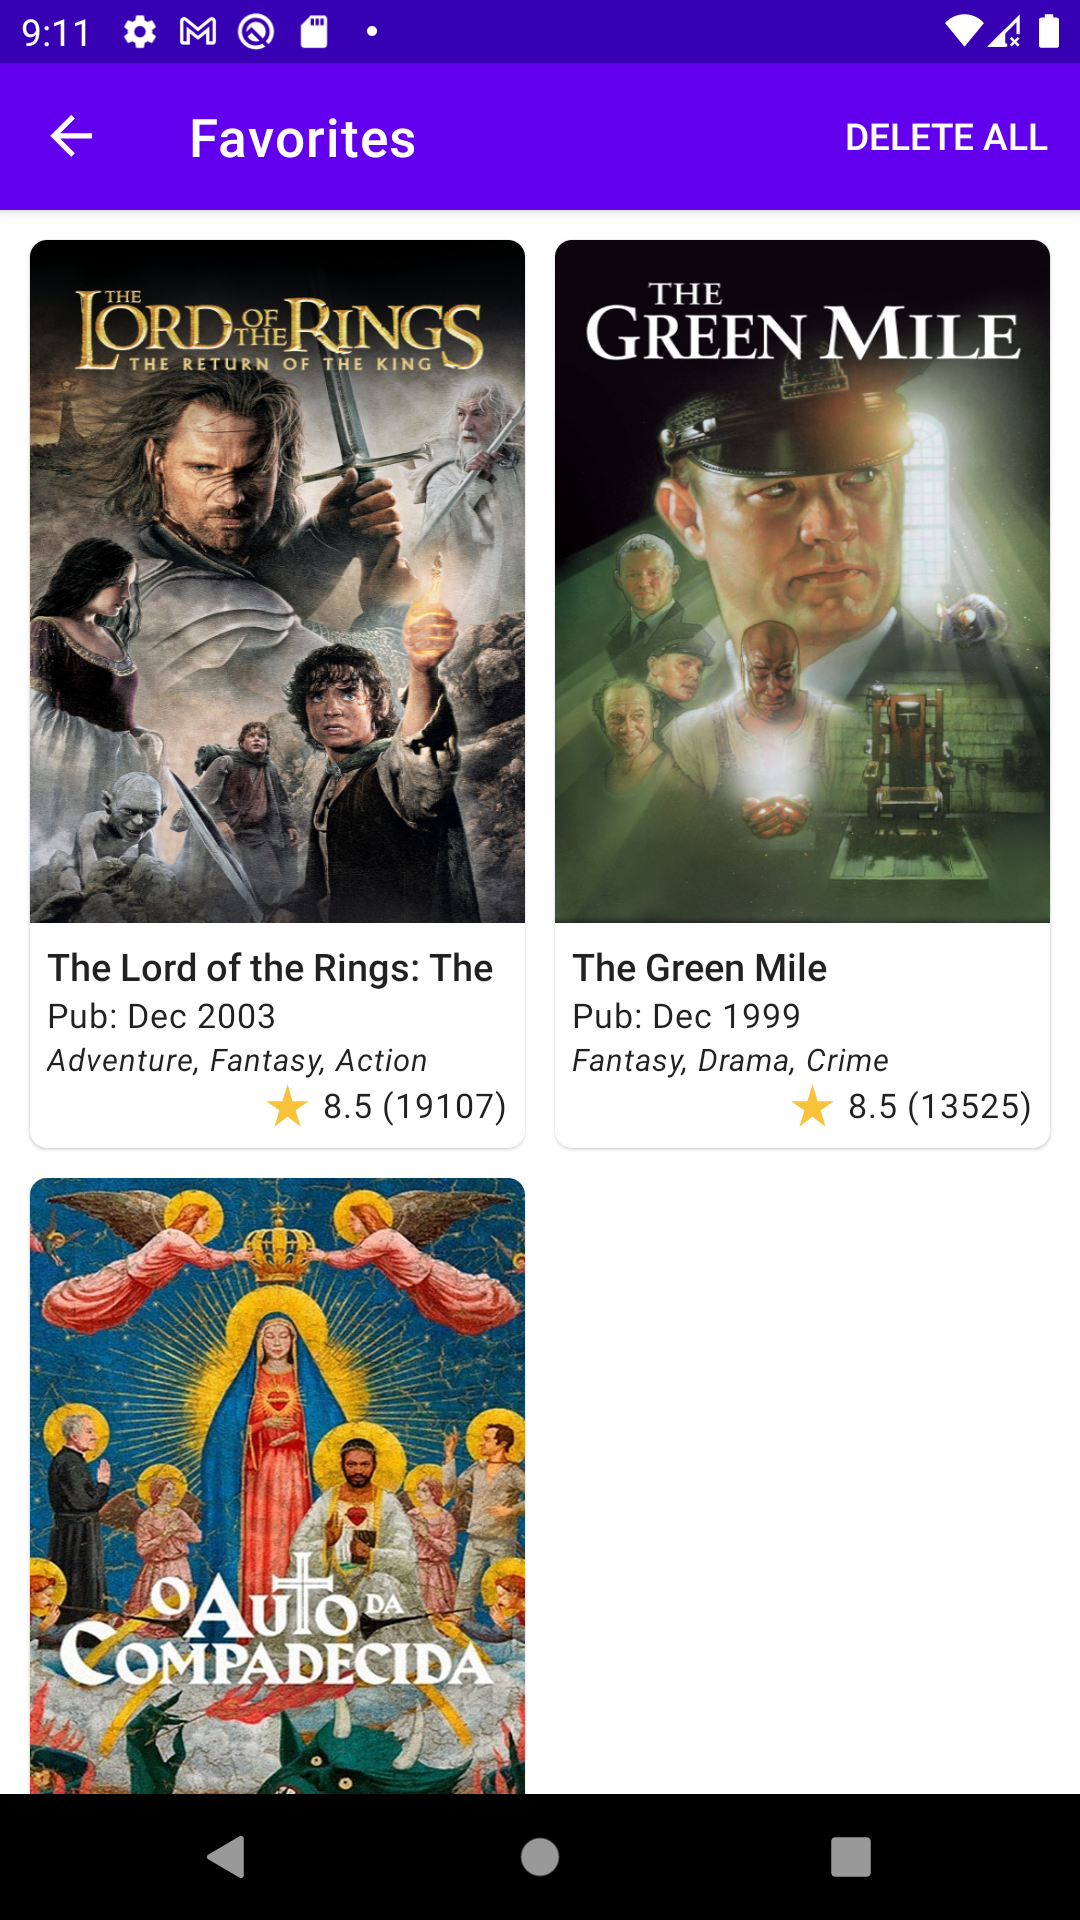 9:11
Favorites
DELETE ALL
THE
LORD OF THE RINGS
THE RETURN OF THE KING
THE
GREEN MILE
The Lord of the Rings: The
Pub: Dec 2003
Adventure, Fantasy, Action
8.5 (19107)
The Green Mile
Pub: Dec 1999
Fantasy, Drama, Crime
8.5 (13525)
O AUTO DA
COMPADECIDA